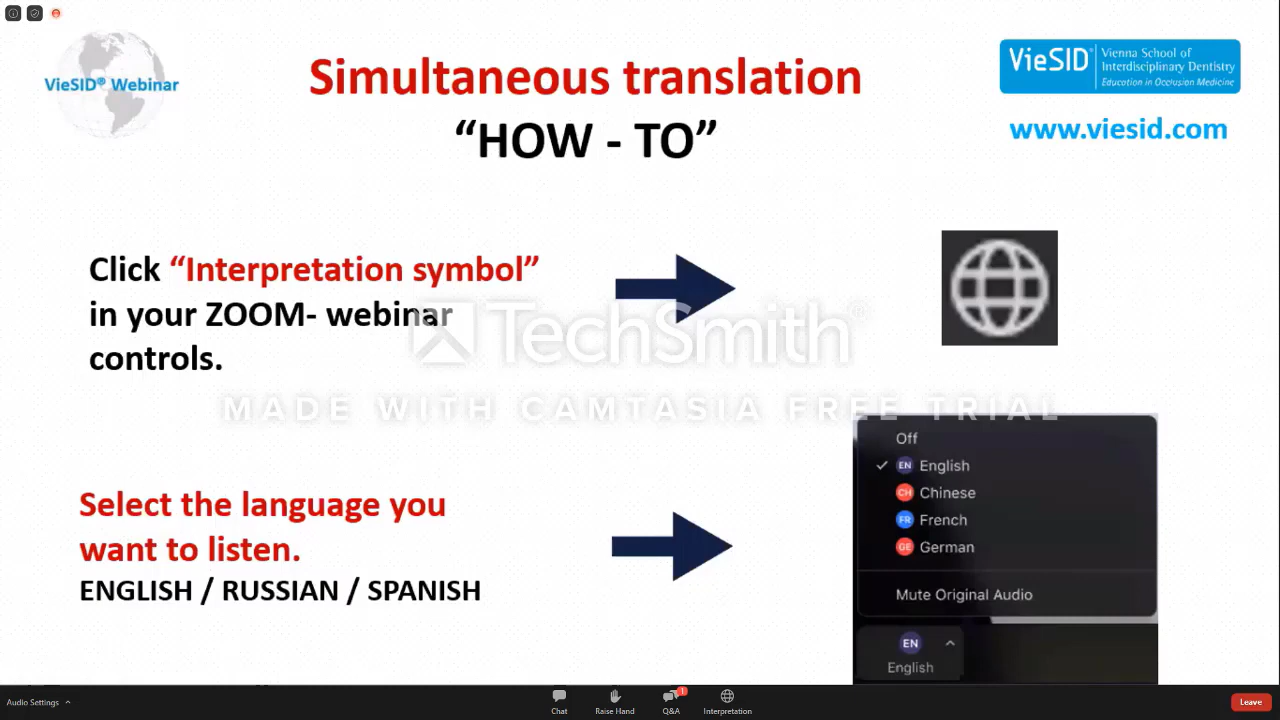 VieSID® Webinar
Simultaneous translation
“HOW - TO”
VieSID® Vienna School of
Interdisciplinary Dentistry
Education in Occlusion Medicine
www.viesid.com
Click “Interpretation symbol”
in your ZOOM- webinar
controls.
TechSmith®
MADE WITH CAMTASIA FREE TRIAL
Off
EN English
CH Chinese
FR French
GE German
Mute Original Audio
EN
English
Select the language you
want to listen.
ENGLISH / RUSSIAN / SPANISH
Audio Settings
Chat
Raise Hand
1
Q&A
Interpretation
Leave